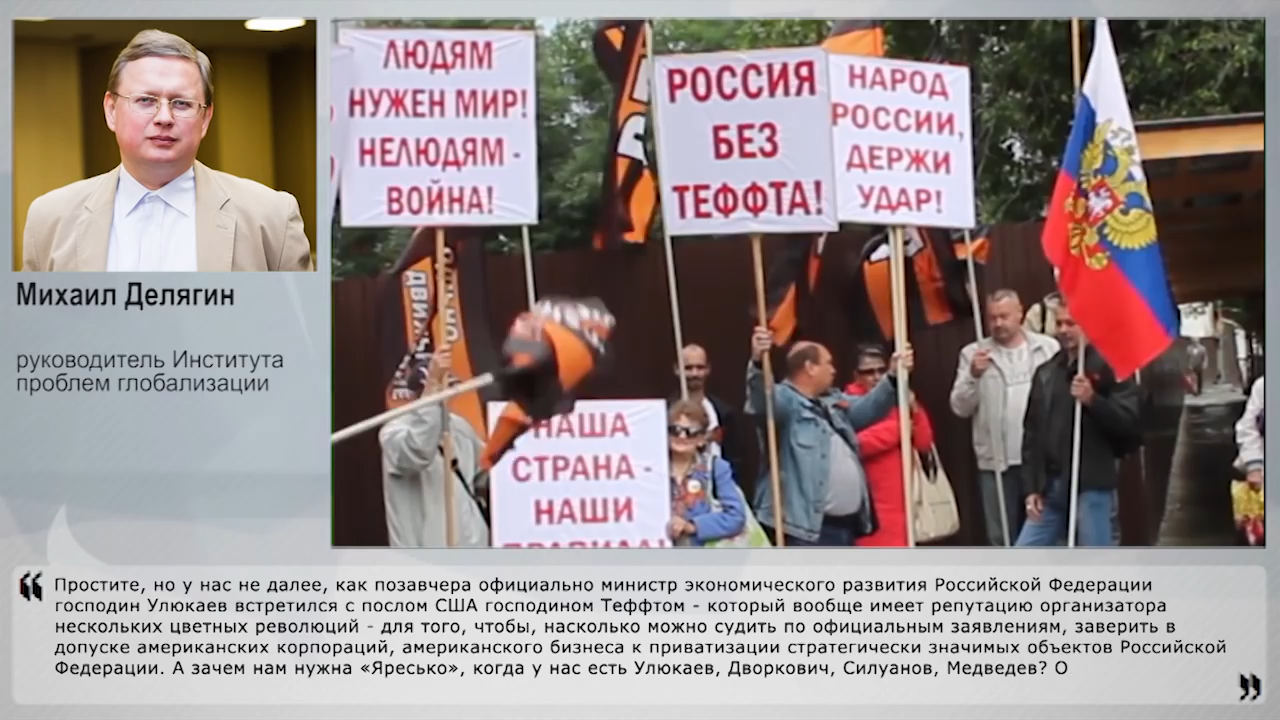 Михаил Делягин
руководитель Института
проблем глобализации
ЛЮДЯМ
НУЖЕН МИР!
НЕЛЮДЯМ -
ВОЙНА!
РОССИЯ
БЕЗ
ТЕФФТА!
НАРОД
РОССИИ,
ДЕРЖИ
УДАР!
НАША
СТРАНА -
НАШИ
“ Простите, но у нас не далее, как позавчера официально министр экономического развития Российской Федерации
господин Улюкаев встретился с послом США господином Теффтом - который вообще имеет репутацию организатора
нескольких цветных революций - для того, чтобы, насколько можно судить по официальным заявлениям, заверить в
допуске американских корпораций, американского бизнеса к приватизации стратегически значимых объектов Российской
Федерации. А зачем нам нужна «Яресько», когда у нас есть Улюкаев, Дворкович, Силуанов, Медведев? О
”